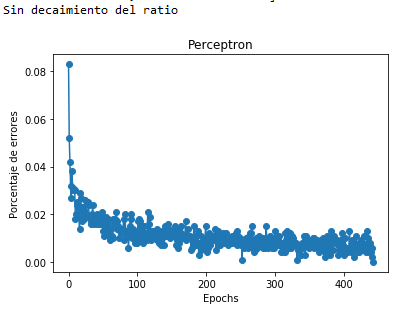 Sin decaimiento del ratio
Perceptron
0.08
0.06
0.04
0.02
0.00
Porcentaje de errores
0
100
200
300
400
Epochs